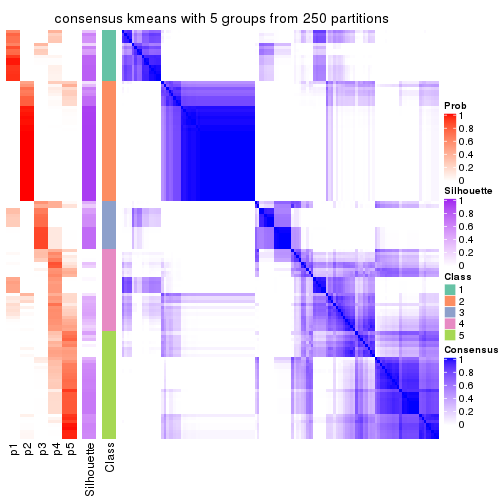 consensus kmeans with 5 groups from 250 partitions
Prob
1
0.8
0.6
0.4
0.2
0
Silhouette
1
0.8
0.6
0.4
0.2
0
Class
1
2
3
4
5
Consensus
1
0.8
0.6
0.4
0.2
0
p1
p2
p3
p4
p5
Silhouette
Class